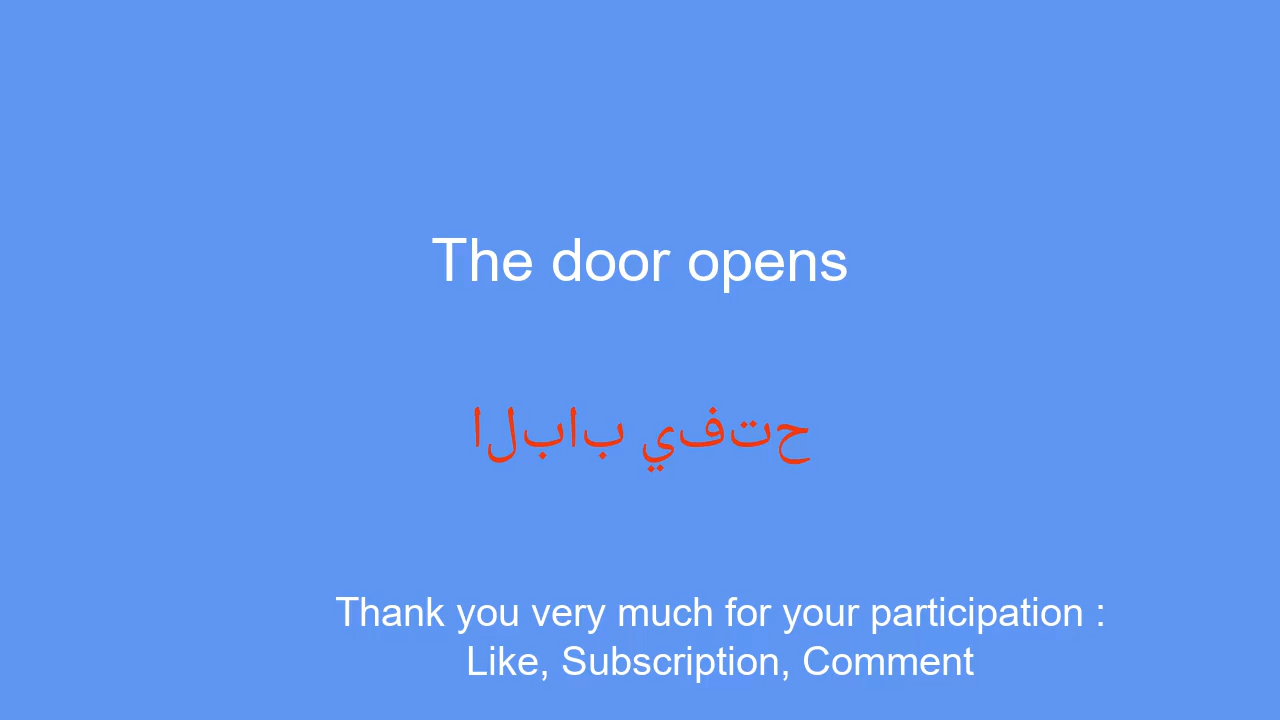 The door opens
الباب يفتح
Thank you very much for your participation :
Like, Subscription, Comment